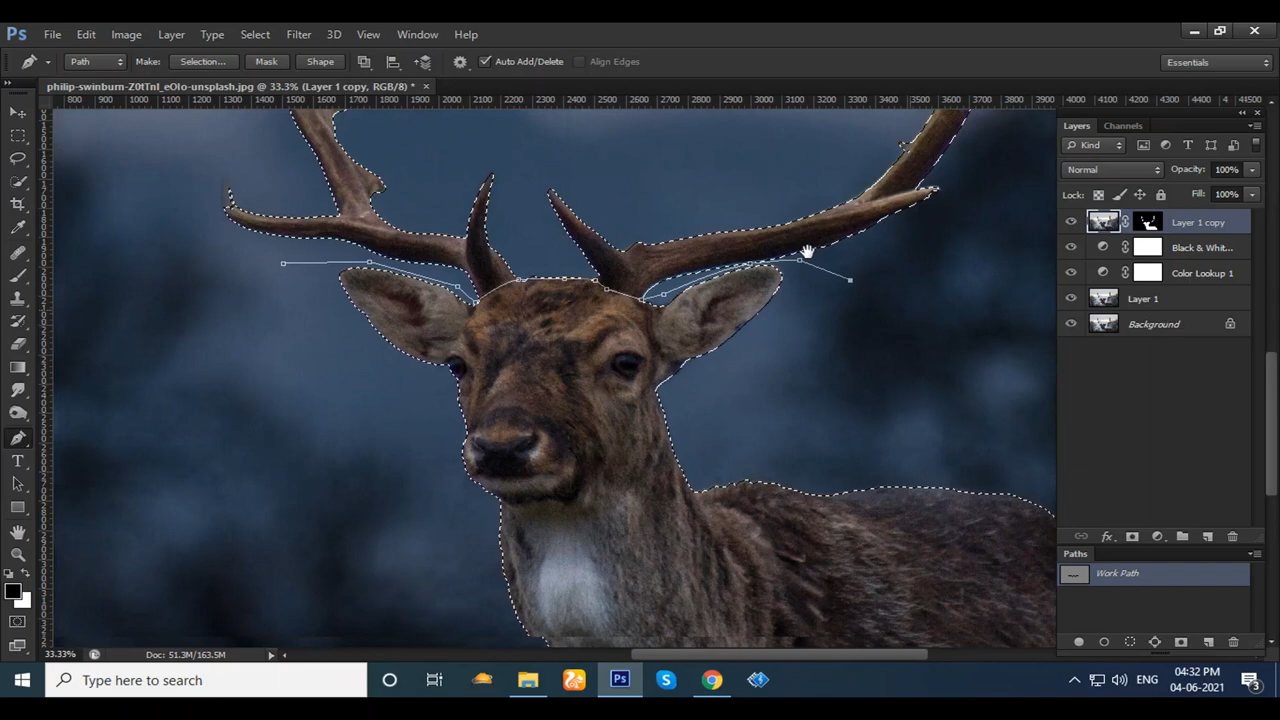 Ps File Edit Image Layer Type Select Filter 3D View Window Help
Path Make: Selection... Mask Shape Auto Add/Delete Align Edges Essentials
philip-swinburn-Z0tTnI_eOIo-unsplash.jpg @ 33.3% (Layer 1 copy, RGB/8) *
800 900 1000 1100 1200 1300 1400 1500 1600 1700 1800 1900 2000 2100 2200 2300 2400 2500 2600 2700 2800 2900 3000 3100 3200 3300 3400 3500 3600 3700 3800 3900 4000 4100 4200
Layers Channels
Kind
Normal Opacity: 100%
Lock: Fill: 100%
Layer 1 copy
Black & Whit...
Color Lookup 1
Layer 1
Background
Paths
Work Path
33.33% Doc: 51.3M/163.5M
Type here to search
ENG
04:32 PM
04-06-2021
3